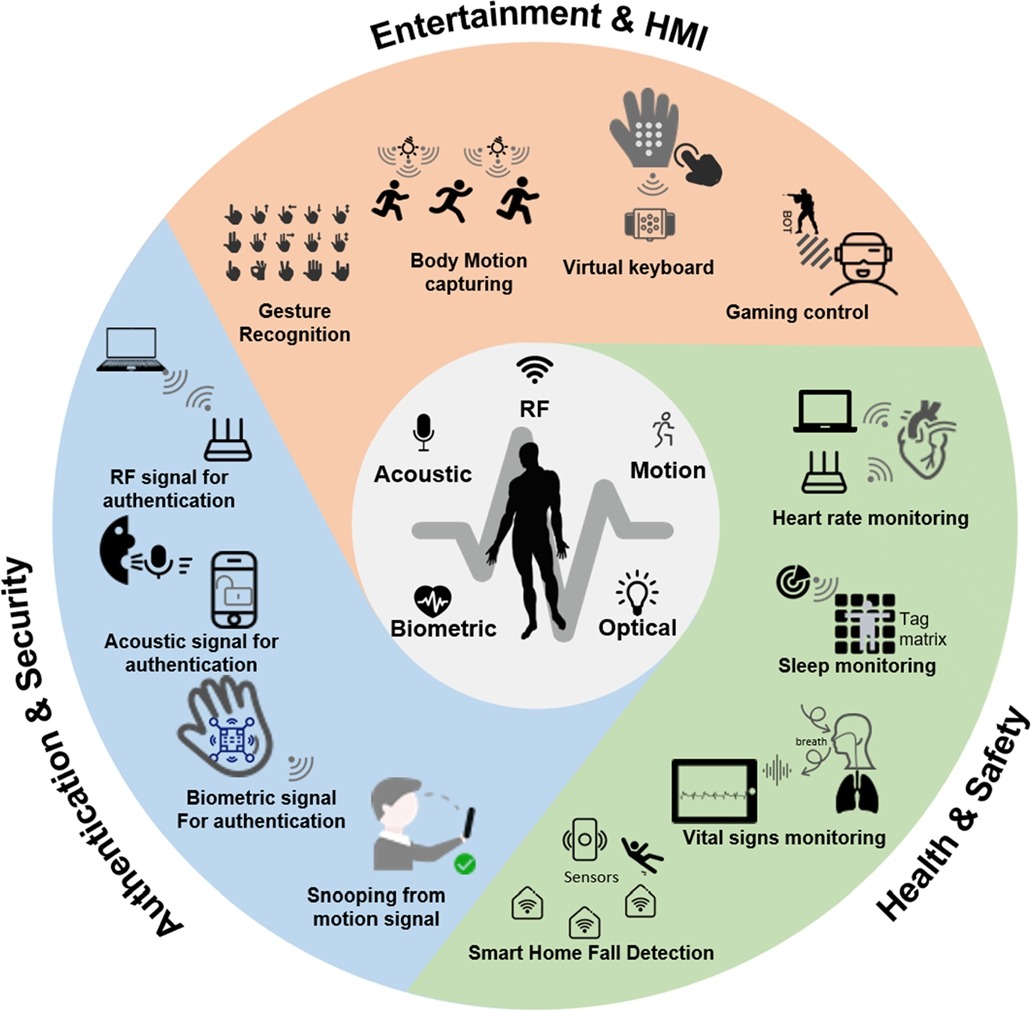 Entertainment & HMI
Gesture
Recognition
Body Motion
capturing
Virtual keyboard
BOT
Gaming control
RF
Acoustic
Motion
Biometric
Optical
Heart rate monitoring
Tag
matrix
Sleep monitoring
breath
Vital signs monitoring
Sensors
Smart Home Fall Detection
Health & Safety
RF signal for
authentication
Acoustic signal for
authentication
Biometric signal
For authentication
Snooping from
motion signal
Authentication & Security